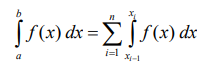 ∫_a^b f(x) dx = ∑_{i=1}^n ∫_{x_{i-1}}^{x_i} f(x) dx